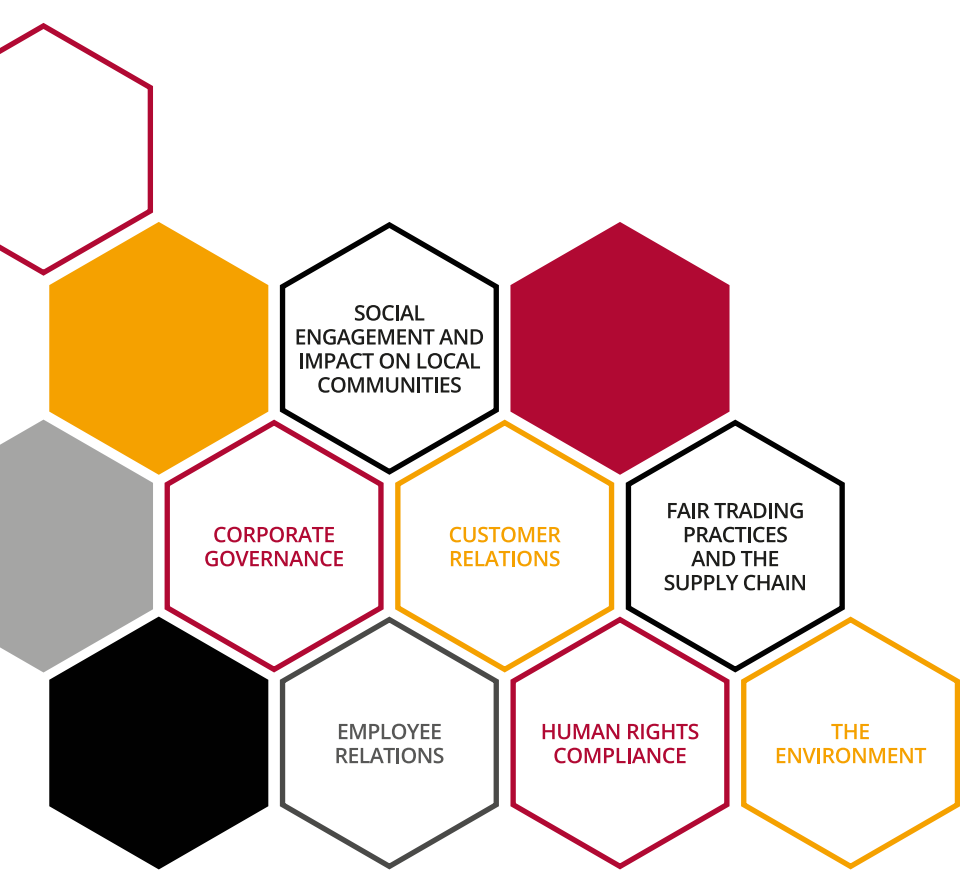 SOCIAL
ENGAGEMENT AND
IMPACT ON LOCAL
COMMUNITIES
CORPORATE
GOVERNANCE
CUSTOMER
RELATIONS
FAIR TRADING
PRACTICES
AND THE
SUPPLY CHAIN
EMPLOYEE
RELATIONS
HUMAN RIGHTS
COMPLIANCE
THE
ENVIRONMENT